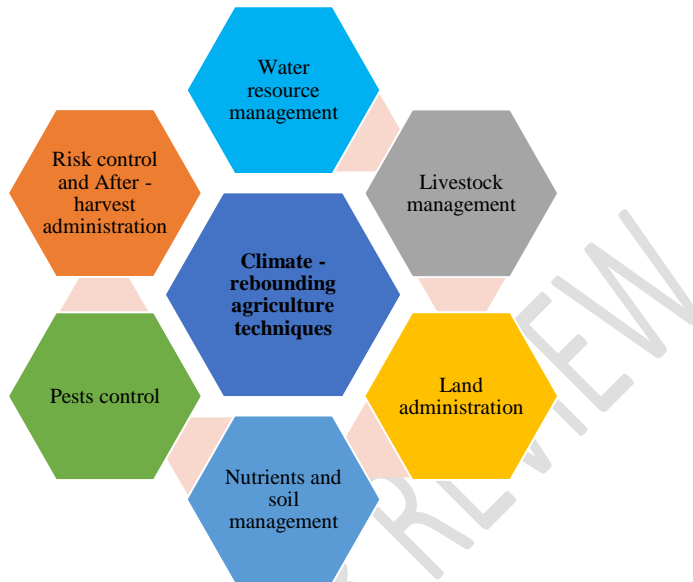 Water
resource
management
Risk control
and After -
harvest
administration
Livestock
management
Climate -
rebounding
agriculture
techniques
Pests control
Land
administration
Nutrients and
soil
management
REVIEW